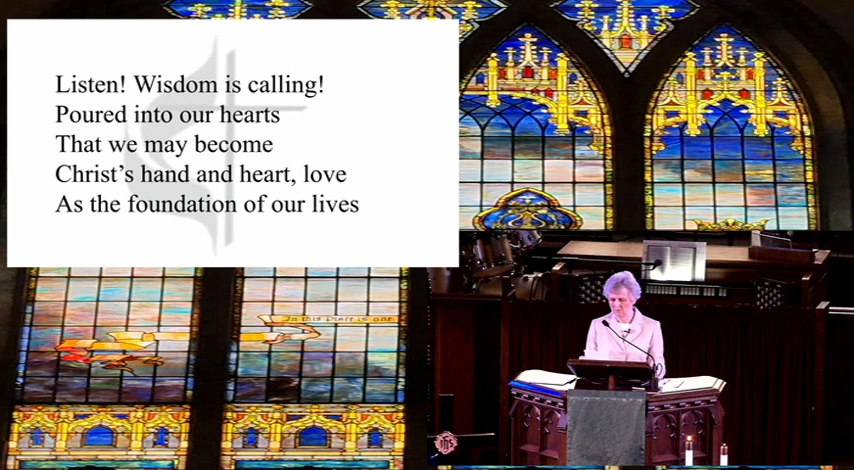 Listen! Wisdom is calling!
Poured into our hearts
That we may become
Christ’s hand and heart, love
As the foundation of our lives
In this place is one
IHS